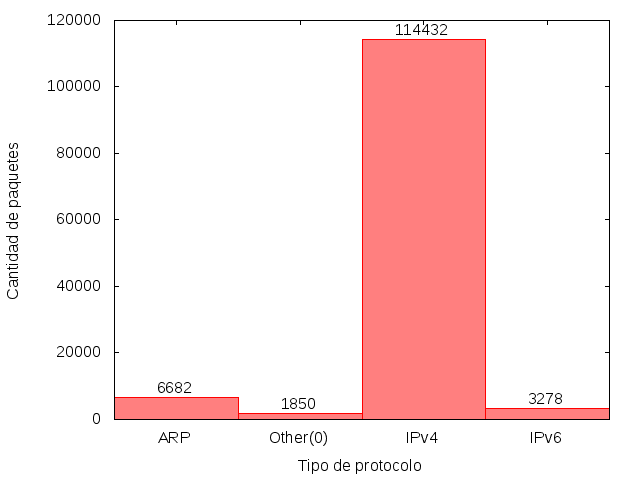 120000
100000
80000
60000
40000
20000
0
Cantidad de paquetes
114432
6682
1850
3278
ARP
Other(0)
IPv4
IPv6
Tipo de protocolo